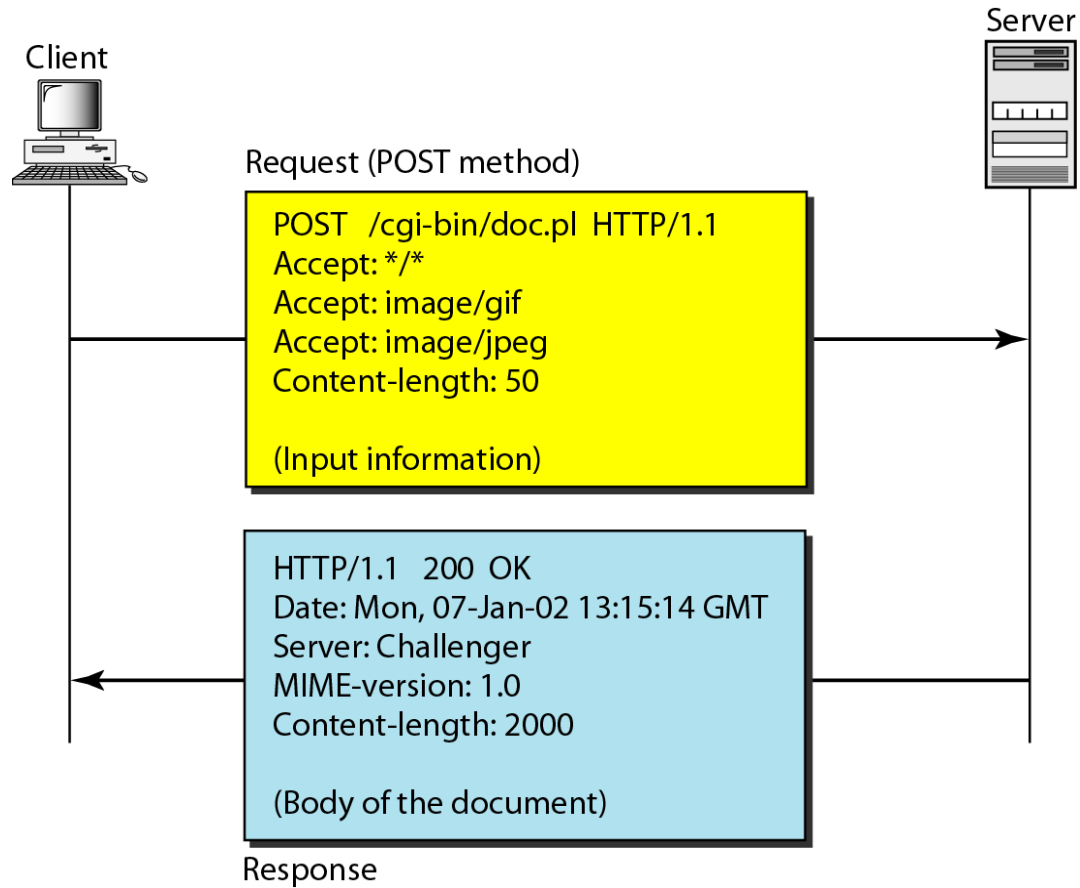 Client
Server
Request (POST method)
POST /cgi-bin/doc.pl HTTP/1.1
Accept: */*
Accept: image/gif
Accept: image/jpeg
Content-length: 50
(Input information)
HTTP/1.1 200 OK
Date: Mon, 07-Jan-02 13:15:14 GMT
Server: Challenger
MIME-version: 1.0
Content-length: 2000
(Body of the document)
Response